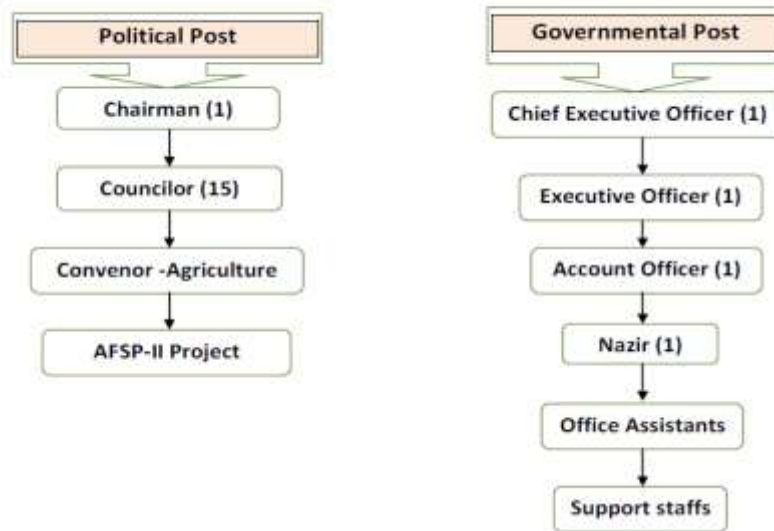 Political Post
Chairman (1)
Councilor (15)
Convenor -Agriculture
AFSP-II Project
Governmental Post
Chief Executive Officer (1)
Executive Officer (1)
Account Officer (1)
Nazir (1)
Office Assistants
Support staffs